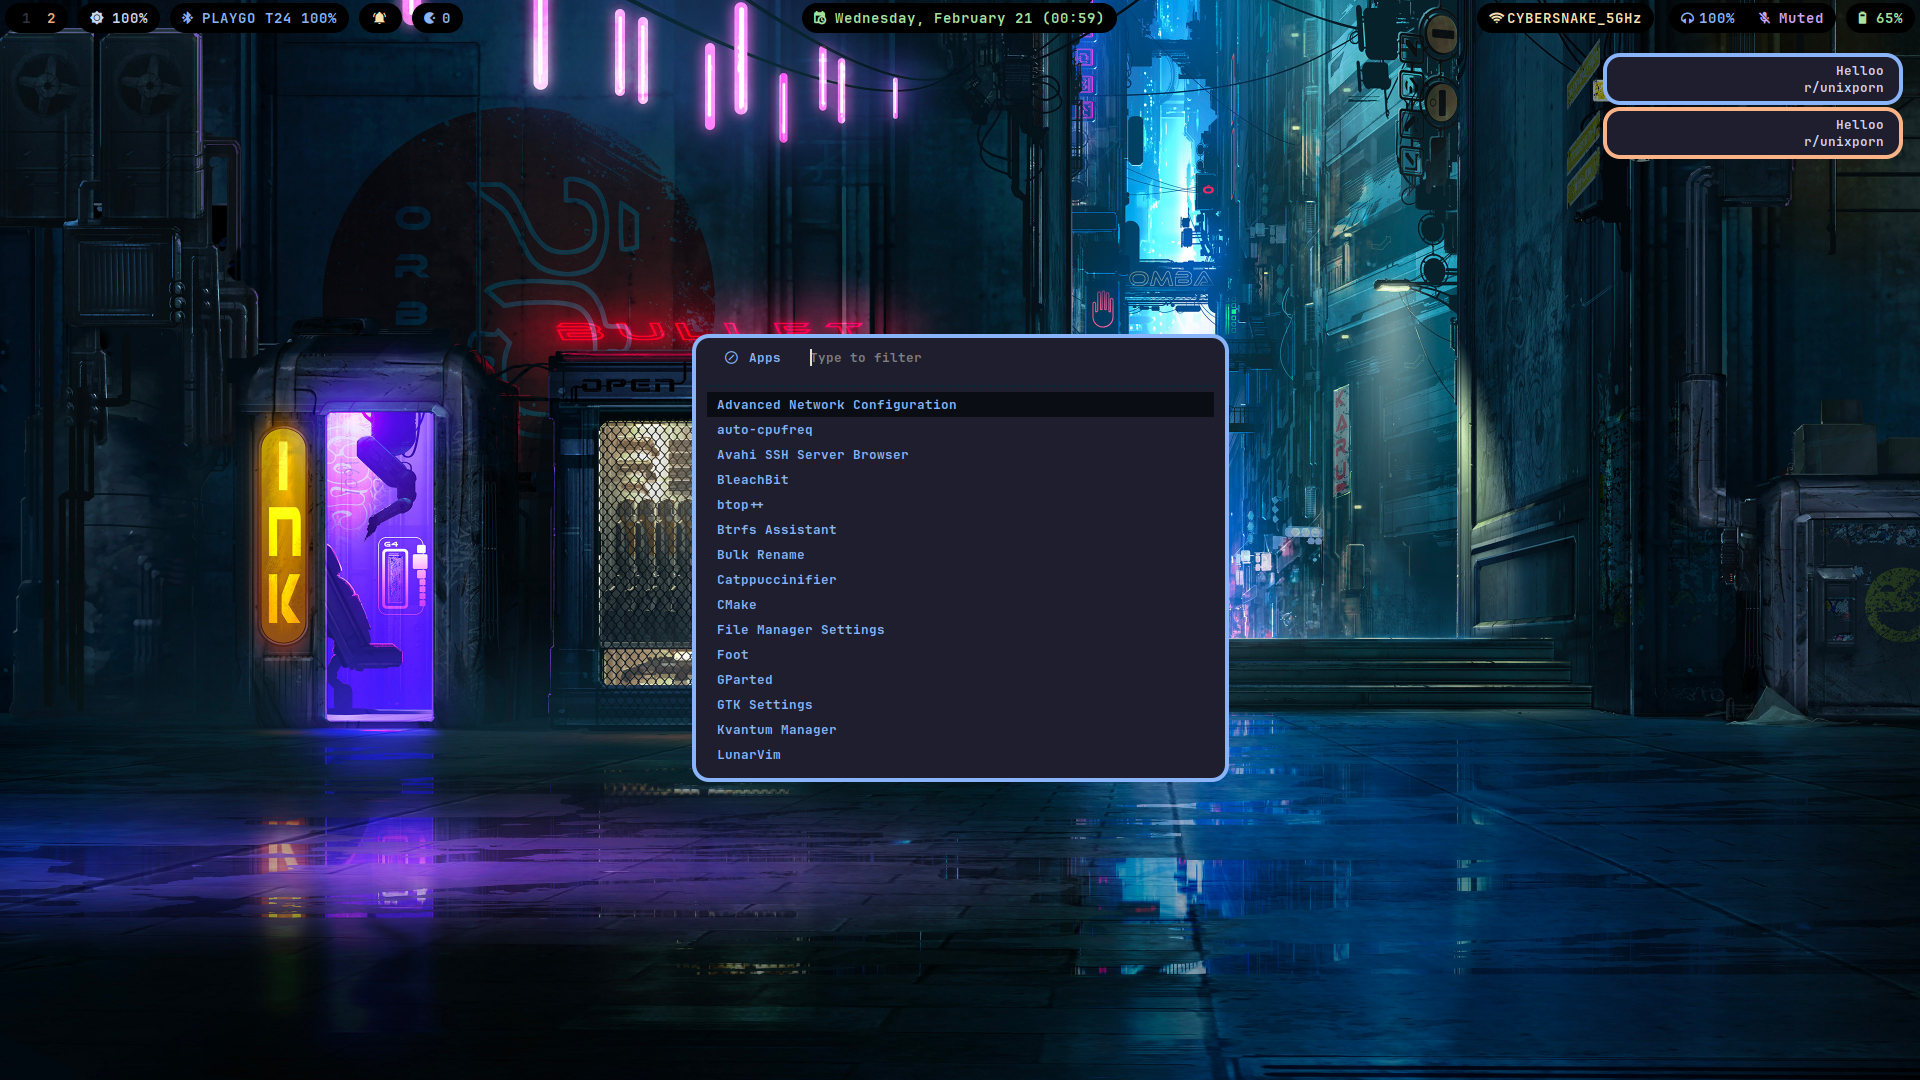 1 2
100%
PLAYGO T24 100%
0
Wednesday, February 21 (00:59)
CYBERSNAKE_5GHz
100%
Muted
65%
Helloo
r/unixporn
Helloo
r/unixporn
ORB
OMBA
BULLET
OPEN
Apps
Type to filter
Advanced Network Configuration
auto-cpufreq
Avahi SSH Server Browser
BleachBit
btop++
Btrfs Assistant
Bulk Rename
Catppuccinifier
CMake
File Manager Settings
Foot
GParted
GTK Settings
Kvantum Manager
LunarVim
INK
G4